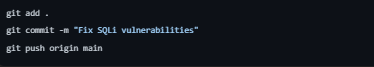 git add .
git commit -m "Fix SQLi vulnerabilities"
git push origin main